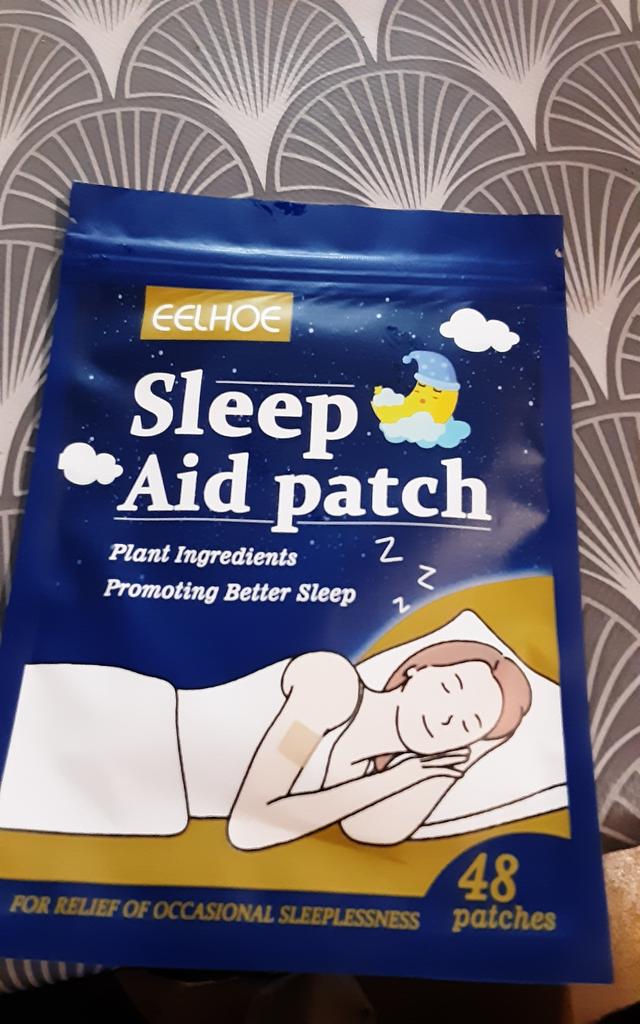 EELHOE
Sleep
Aid patch
Plant Ingredients
Promoting Better Sleep
z
z
z
FOR RELIEF OF OCCASIONAL SLEEPLESSNESS
48
patches